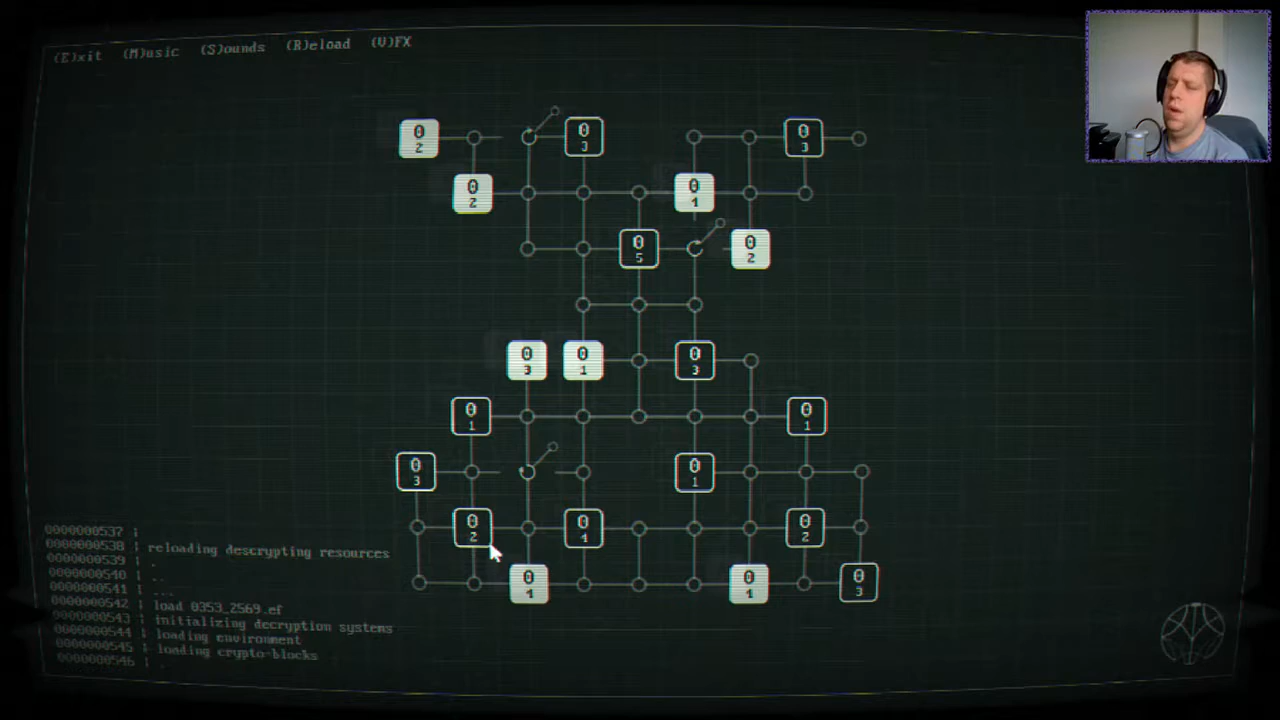 (E)xit (M)usic (S)ounds (R)eload (V)FX
0 2
0 3
0 3
0 2
0 1
0 5
0 2
0 3
0 1
0 3
0 1
0 1
0 3
0 1
0 2
0 4
0 2
0 1
0 1
0 3
0000000537 |
0000000538 | reloading descrypting resources
0000000539 | .
0000000540 | ..
0000000541 | ...
0000000542 | load 0353_2569.ef
0000000543 | initializing decryption systems
0000000544 | loading environment
0000000545 | loading crypto-blocks
0000000546 | ..